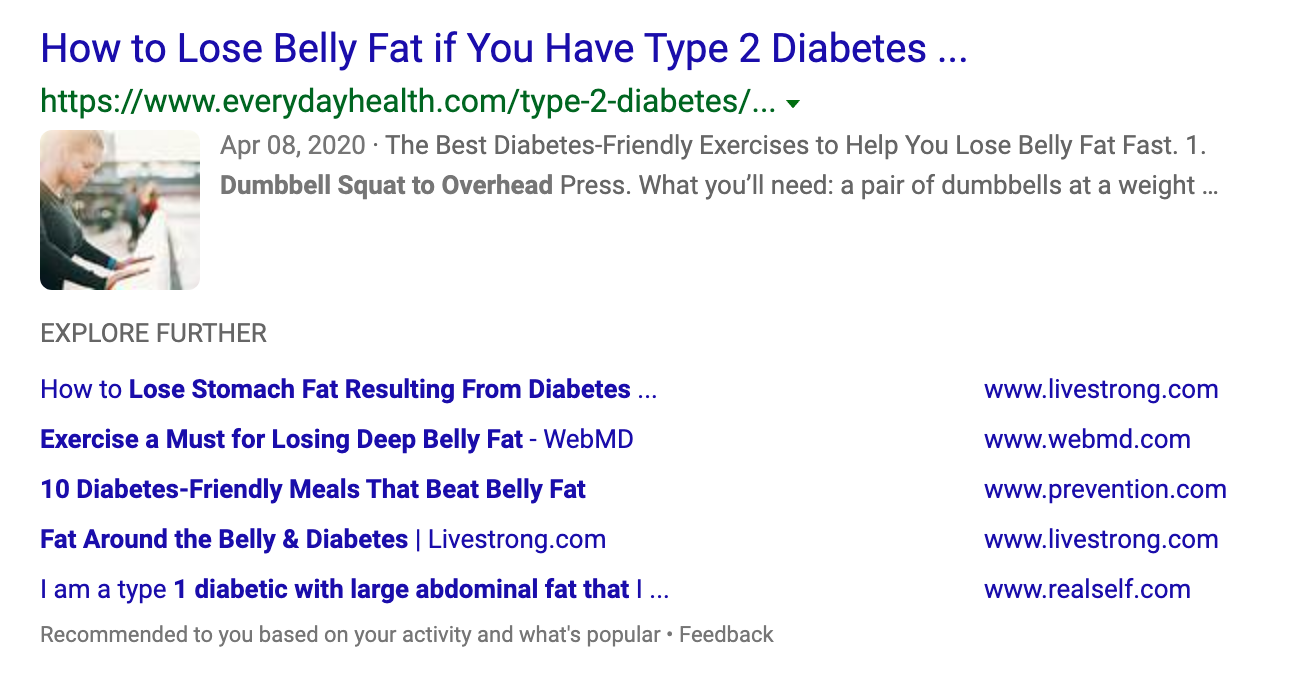 How to Lose Belly Fat if You Have Type 2 Diabetes ...
https://www.everydayhealth.com/type-2-diabetes/...
Apr 08, 2020 · The Best Diabetes-Friendly Exercises to Help You Lose Belly Fat Fast. 1.
Dumbbell Squat to Overhead Press. What you’ll need: a pair of dumbbells at a weight …
EXPLORE FURTHER
How to Lose Stomach Fat Resulting From Diabetes ... www.livestrong.com
Exercise a Must for Losing Deep Belly Fat - WebMD www.webmd.com
10 Diabetes-Friendly Meals That Beat Belly Fat www.prevention.com
Fat Around the Belly & Diabetes | Livestrong.com www.livestrong.com
I am a type 1 diabetic with large abdominal fat that I ... www.realself.com
Recommended to you based on your activity and what's popular • Feedback